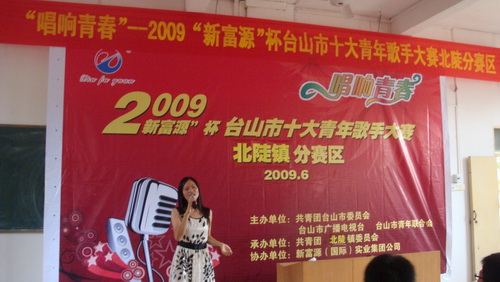 “唱响青春”—2009“新富源”杯台山市十大青年歌手大赛北陡分赛区
Xin fu yuan
唱响青春
2009
新富源”杯 台山市十大青年歌手大赛
北陡镇 分赛区
2009.6
主办单位：共青团台山市委员会
台山市广播电视台 台山市青年联合会
承办单位：共青团 北陡 镇委员会
协办单位：新富源（国际）实业集团公司